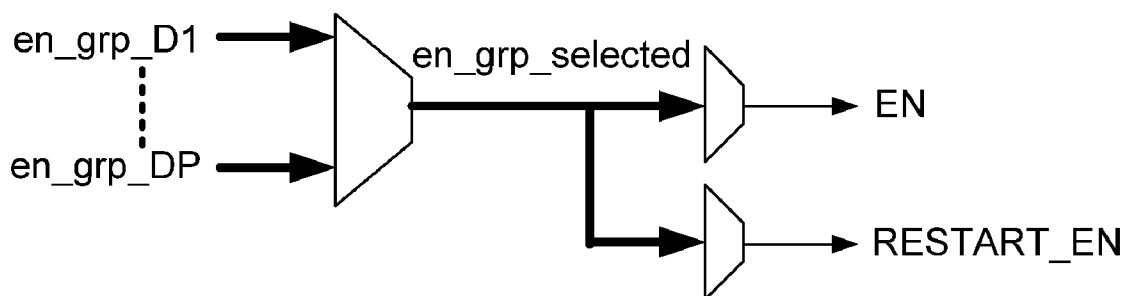 en_grp_D1
en_grp_selected
EN
en_grp_DP
RESTART_EN